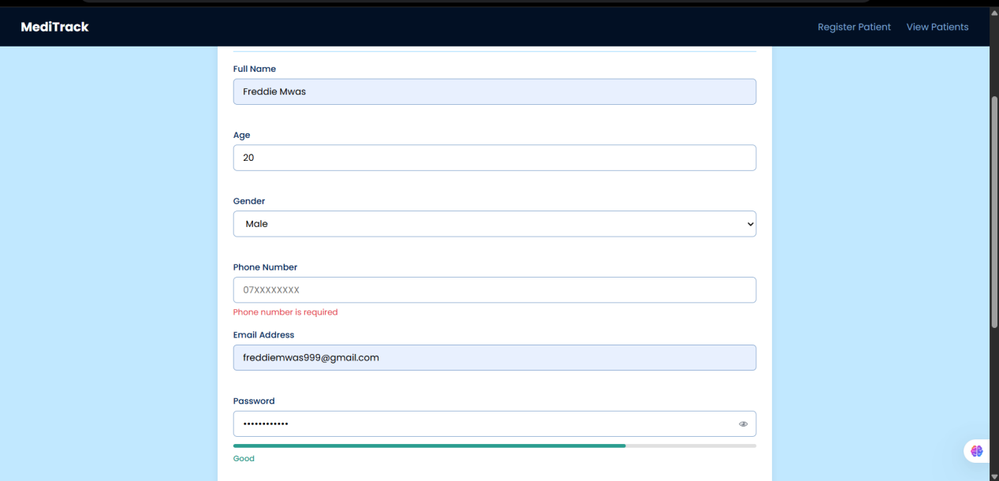 MediTrack
Register Patient
View Patients
Full Name
Freddie Mwas
Age
20
Gender
Male
Phone Number
07XXXXXXXX
Phone number is required
Email Address
freddiemwas999@gmail.com
Password
••••••••••••
Good